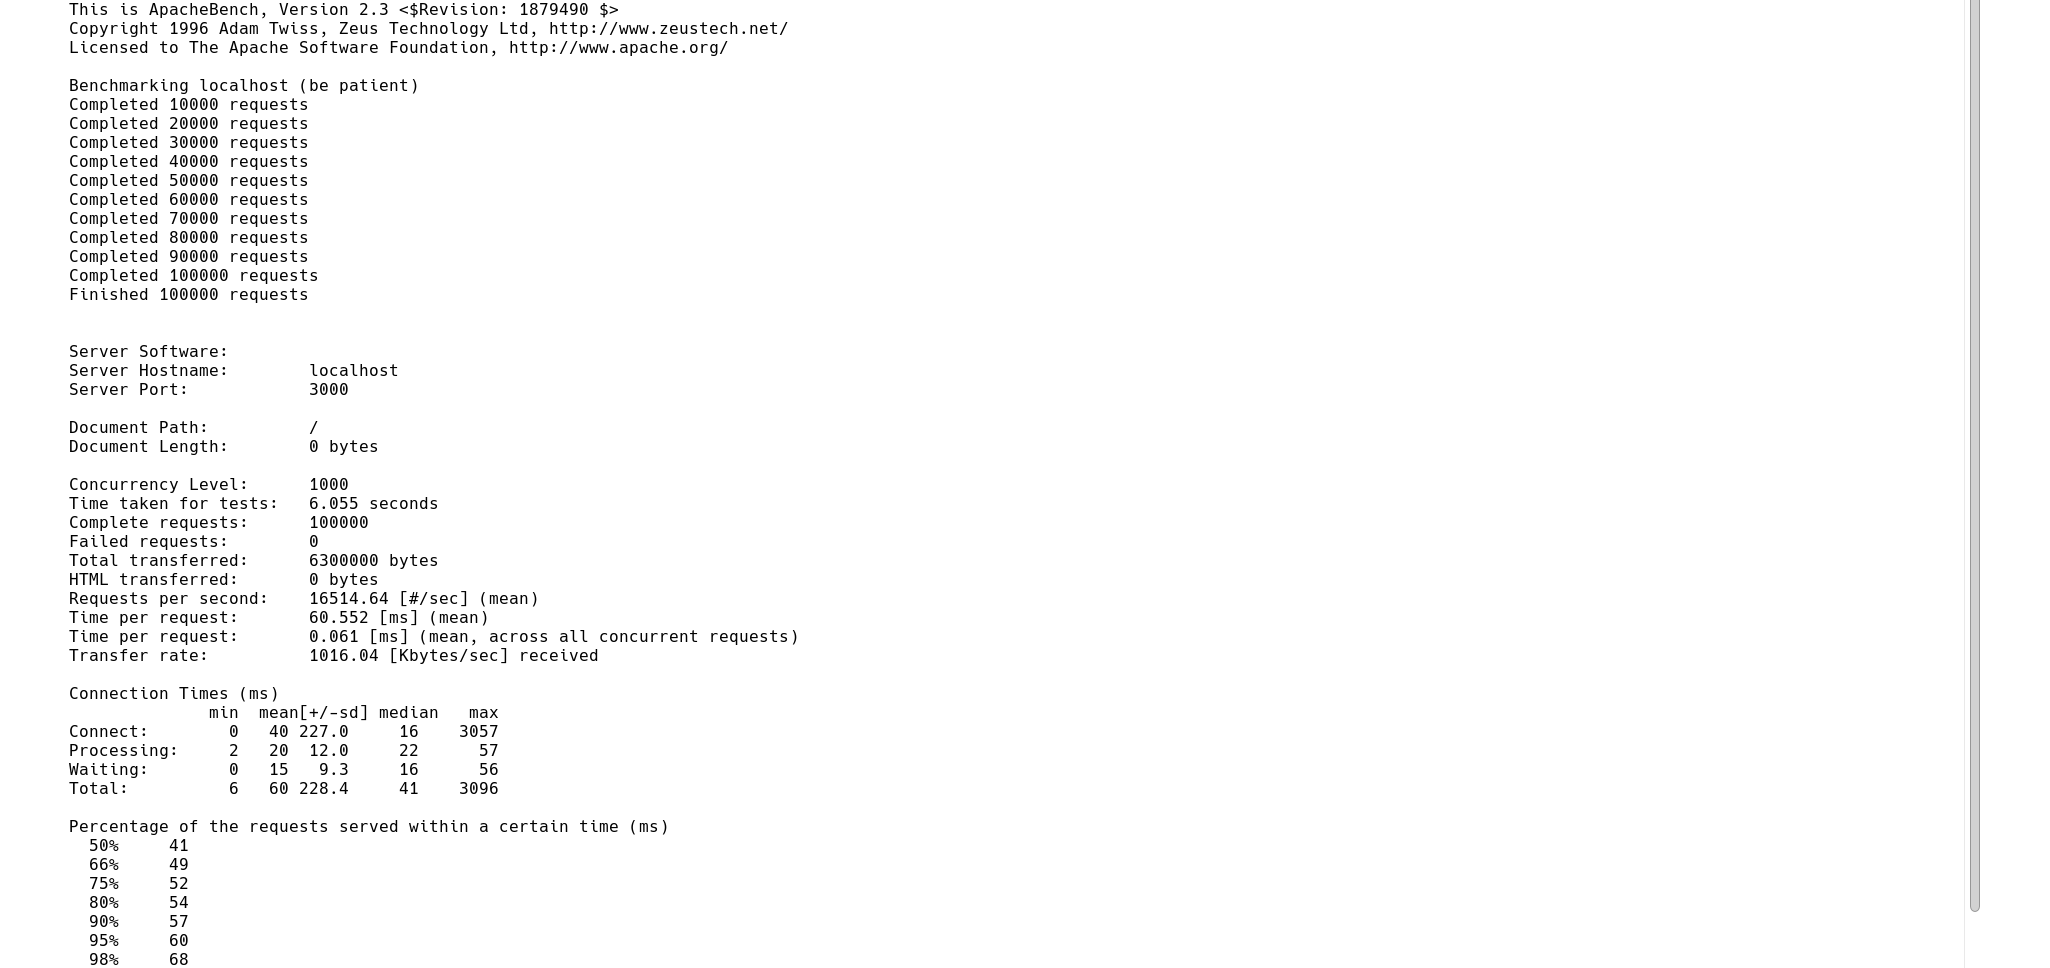 This is ApacheBench, Version 2.3 <$Revision: 1879490 $>
Copyright 1996 Adam Twiss, Zeus Technology Ltd, http://www.zeustech.net/
Licensed to The Apache Software Foundation, http://www.apache.org/

Benchmarking localhost (be patient)
Completed 10000 requests
Completed 20000 requests
Completed 30000 requests
Completed 40000 requests
Completed 50000 requests
Completed 60000 requests
Completed 70000 requests
Completed 80000 requests
Completed 90000 requests
Completed 100000 requests
Finished 100000 requests


Server Software:
Server Hostname:        localhost
Server Port:            3000

Document Path:          /
Document Length:        0 bytes

Concurrency Level:      1000
Time taken for tests:   6.055 seconds
Complete requests:      100000
Failed requests:        0
Total transferred:      6300000 bytes
HTML transferred:       0 bytes
Requests per second:    16514.64 [#/sec] (mean)
Time per request:       60.552 [ms] (mean)
Time per request:       0.061 [ms] (mean, across all concurrent requests)
Transfer rate:          1016.04 [Kbytes/sec] received

Connection Times (ms)
              min  mean[+/-sd] median   max
Connect:        0   40 227.0     16    3057
Processing:     2   20  12.0     22      57
Waiting:        0   15   9.3     16      56
Total:          6   60 228.4     41    3096

Percentage of the requests served within a certain time (ms)
  50%     41
  66%     49
  75%     52
  80%     54
  90%     57
  95%     60
  98%     68